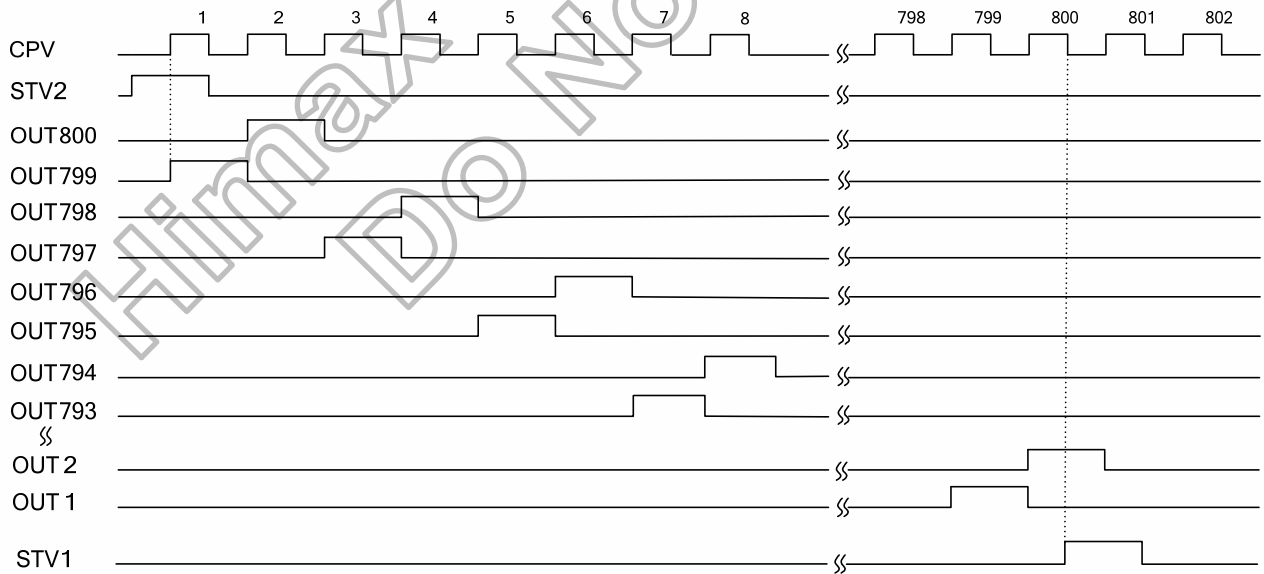 1 2 3 4 5 6 7 8 798 799 800 801 802
CPV
STV2
OUT800
OUT799
OUT798
OUT797
OUT796
OUT795
OUT794
OUT793
OUT 2
OUT 1
STV1
Himax
Do No